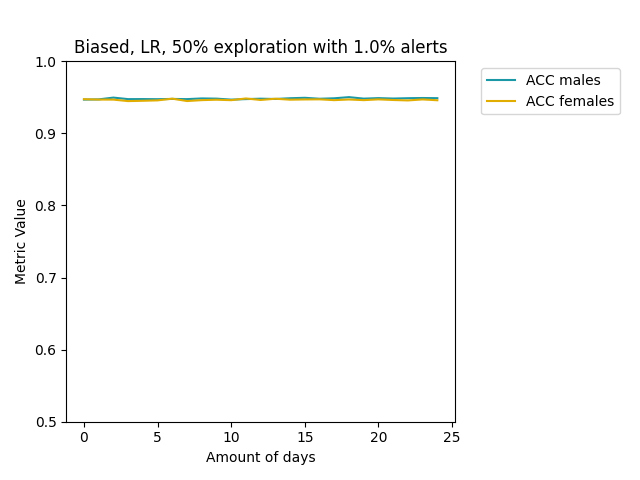 Biased, LR, 50% exploration with 1.0% alerts
ACC males
ACC females
Metric Value
1.0
0.9
0.8
0.7
0.6
0.5
0
5
10
15
20
25
Amount of days